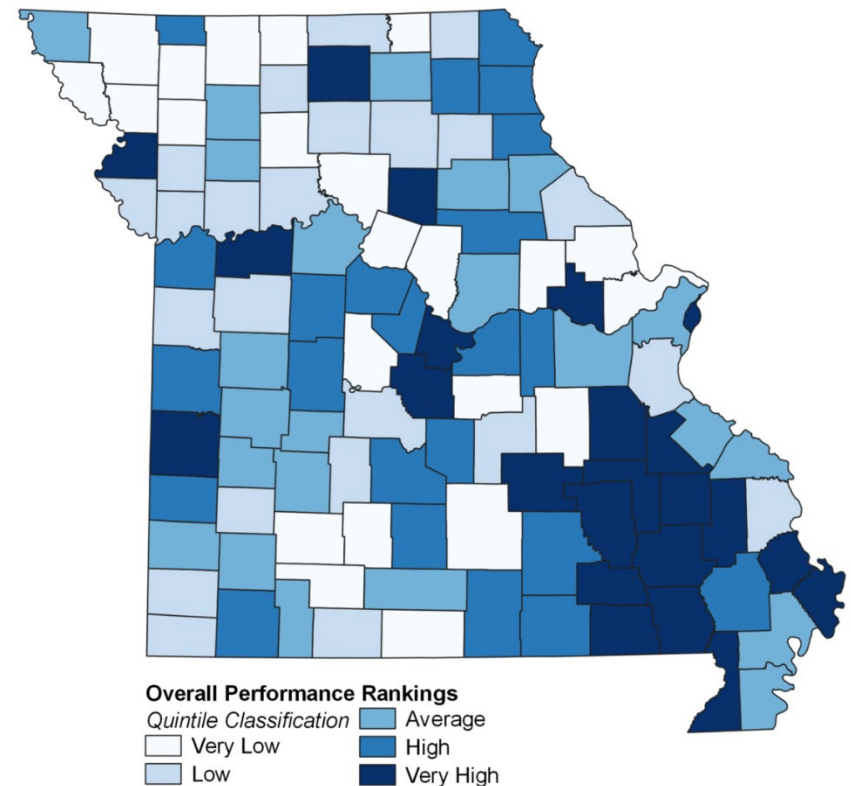 Overall Performance Rankings
Quintile Classification
Very Low
Low
Average
High
Very High